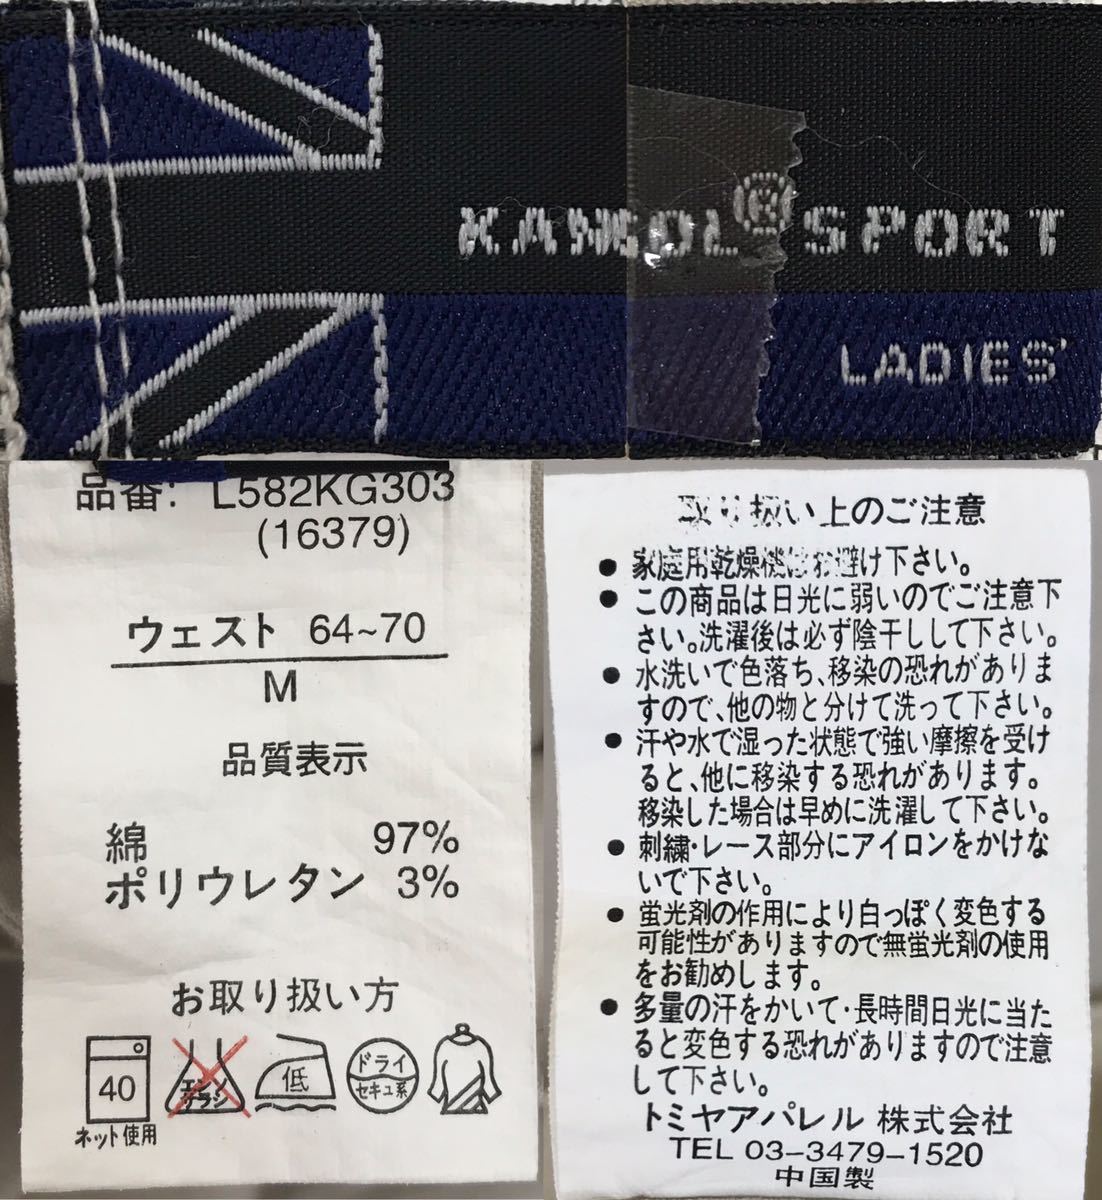 KANGOL® SPORT
LADIES'
品番: L582KG303
(16379)
ウェスト 64~70
M
品質表示
綿 97%
ポリウレタン 3%
お取り扱い方
40
ネット使用
エンソ
サラシ
低
ドライ
セキユ系
取り扱い上のご注意
● 家庭用乾燥機はお避け下さい。
● この商品は日光に弱いのでご注意下
さい。洗濯後は必ず陰干しして下さい。
● 水洗いで色落ち、移染の恐れがありま
すので、他の物と分けて洗って下さい。
● 汗や水で湿った状態で強い摩擦を受け
ると、他に移染する恐れがあります。
移染した場合は早めに洗濯して下さい。
● 刺繍・レース部分にアイロンをかけな
いで下さい。
● 蛍光剤の作用により白っぽく変色する
可能性がありますので無蛍光剤の使用
をお勧めします。
● 多量の汗をかいて・長時間日光に当た
ると変色する恐れがありますので注意
して下さい。
トミヤアパレル 株式会社
TEL 03-3479-1520
中国製